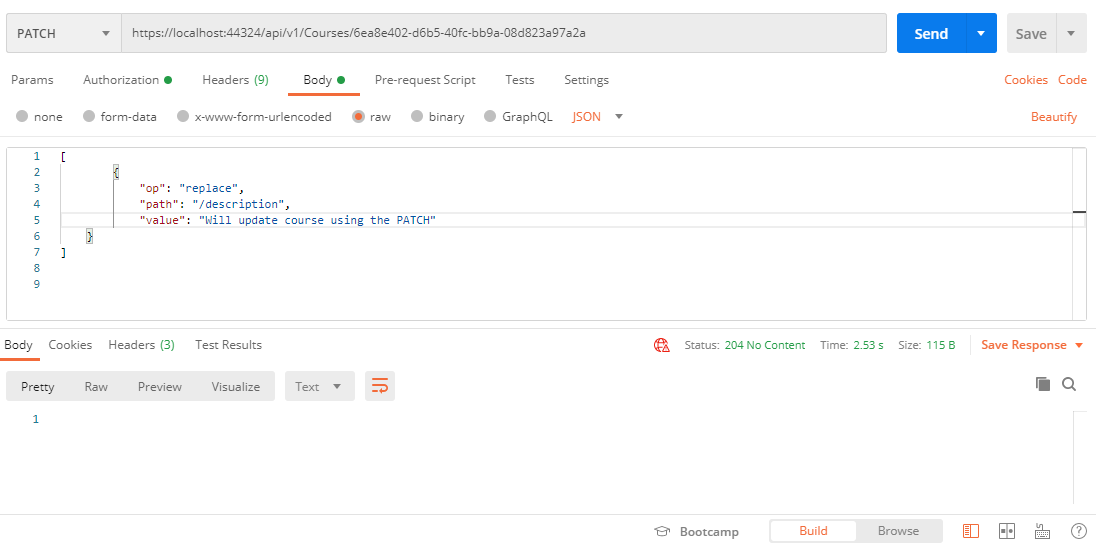 PATCH https://localhost:44324/api/v1/Courses/6ea8e402-d6b5-40fc-bb9a-08d823a97a2a Send Save
Params Authorization Headers (9) Body Pre-request Script Tests Settings Cookies Code
none form-data x-www-form-urlencoded raw binary GraphQL JSON Beautify
1 [
2 {
3 "op": "replace",
4 "path": "/description",
5 "value": "Will update course using the PATCH"
6 }
7 ]
8
9
Body Cookies Headers (3) Test Results Status: 204 No Content Time: 2.53 s Size: 115 B Save Response
Pretty Raw Preview Visualize Text
1
Bootcamp Build Browse ?